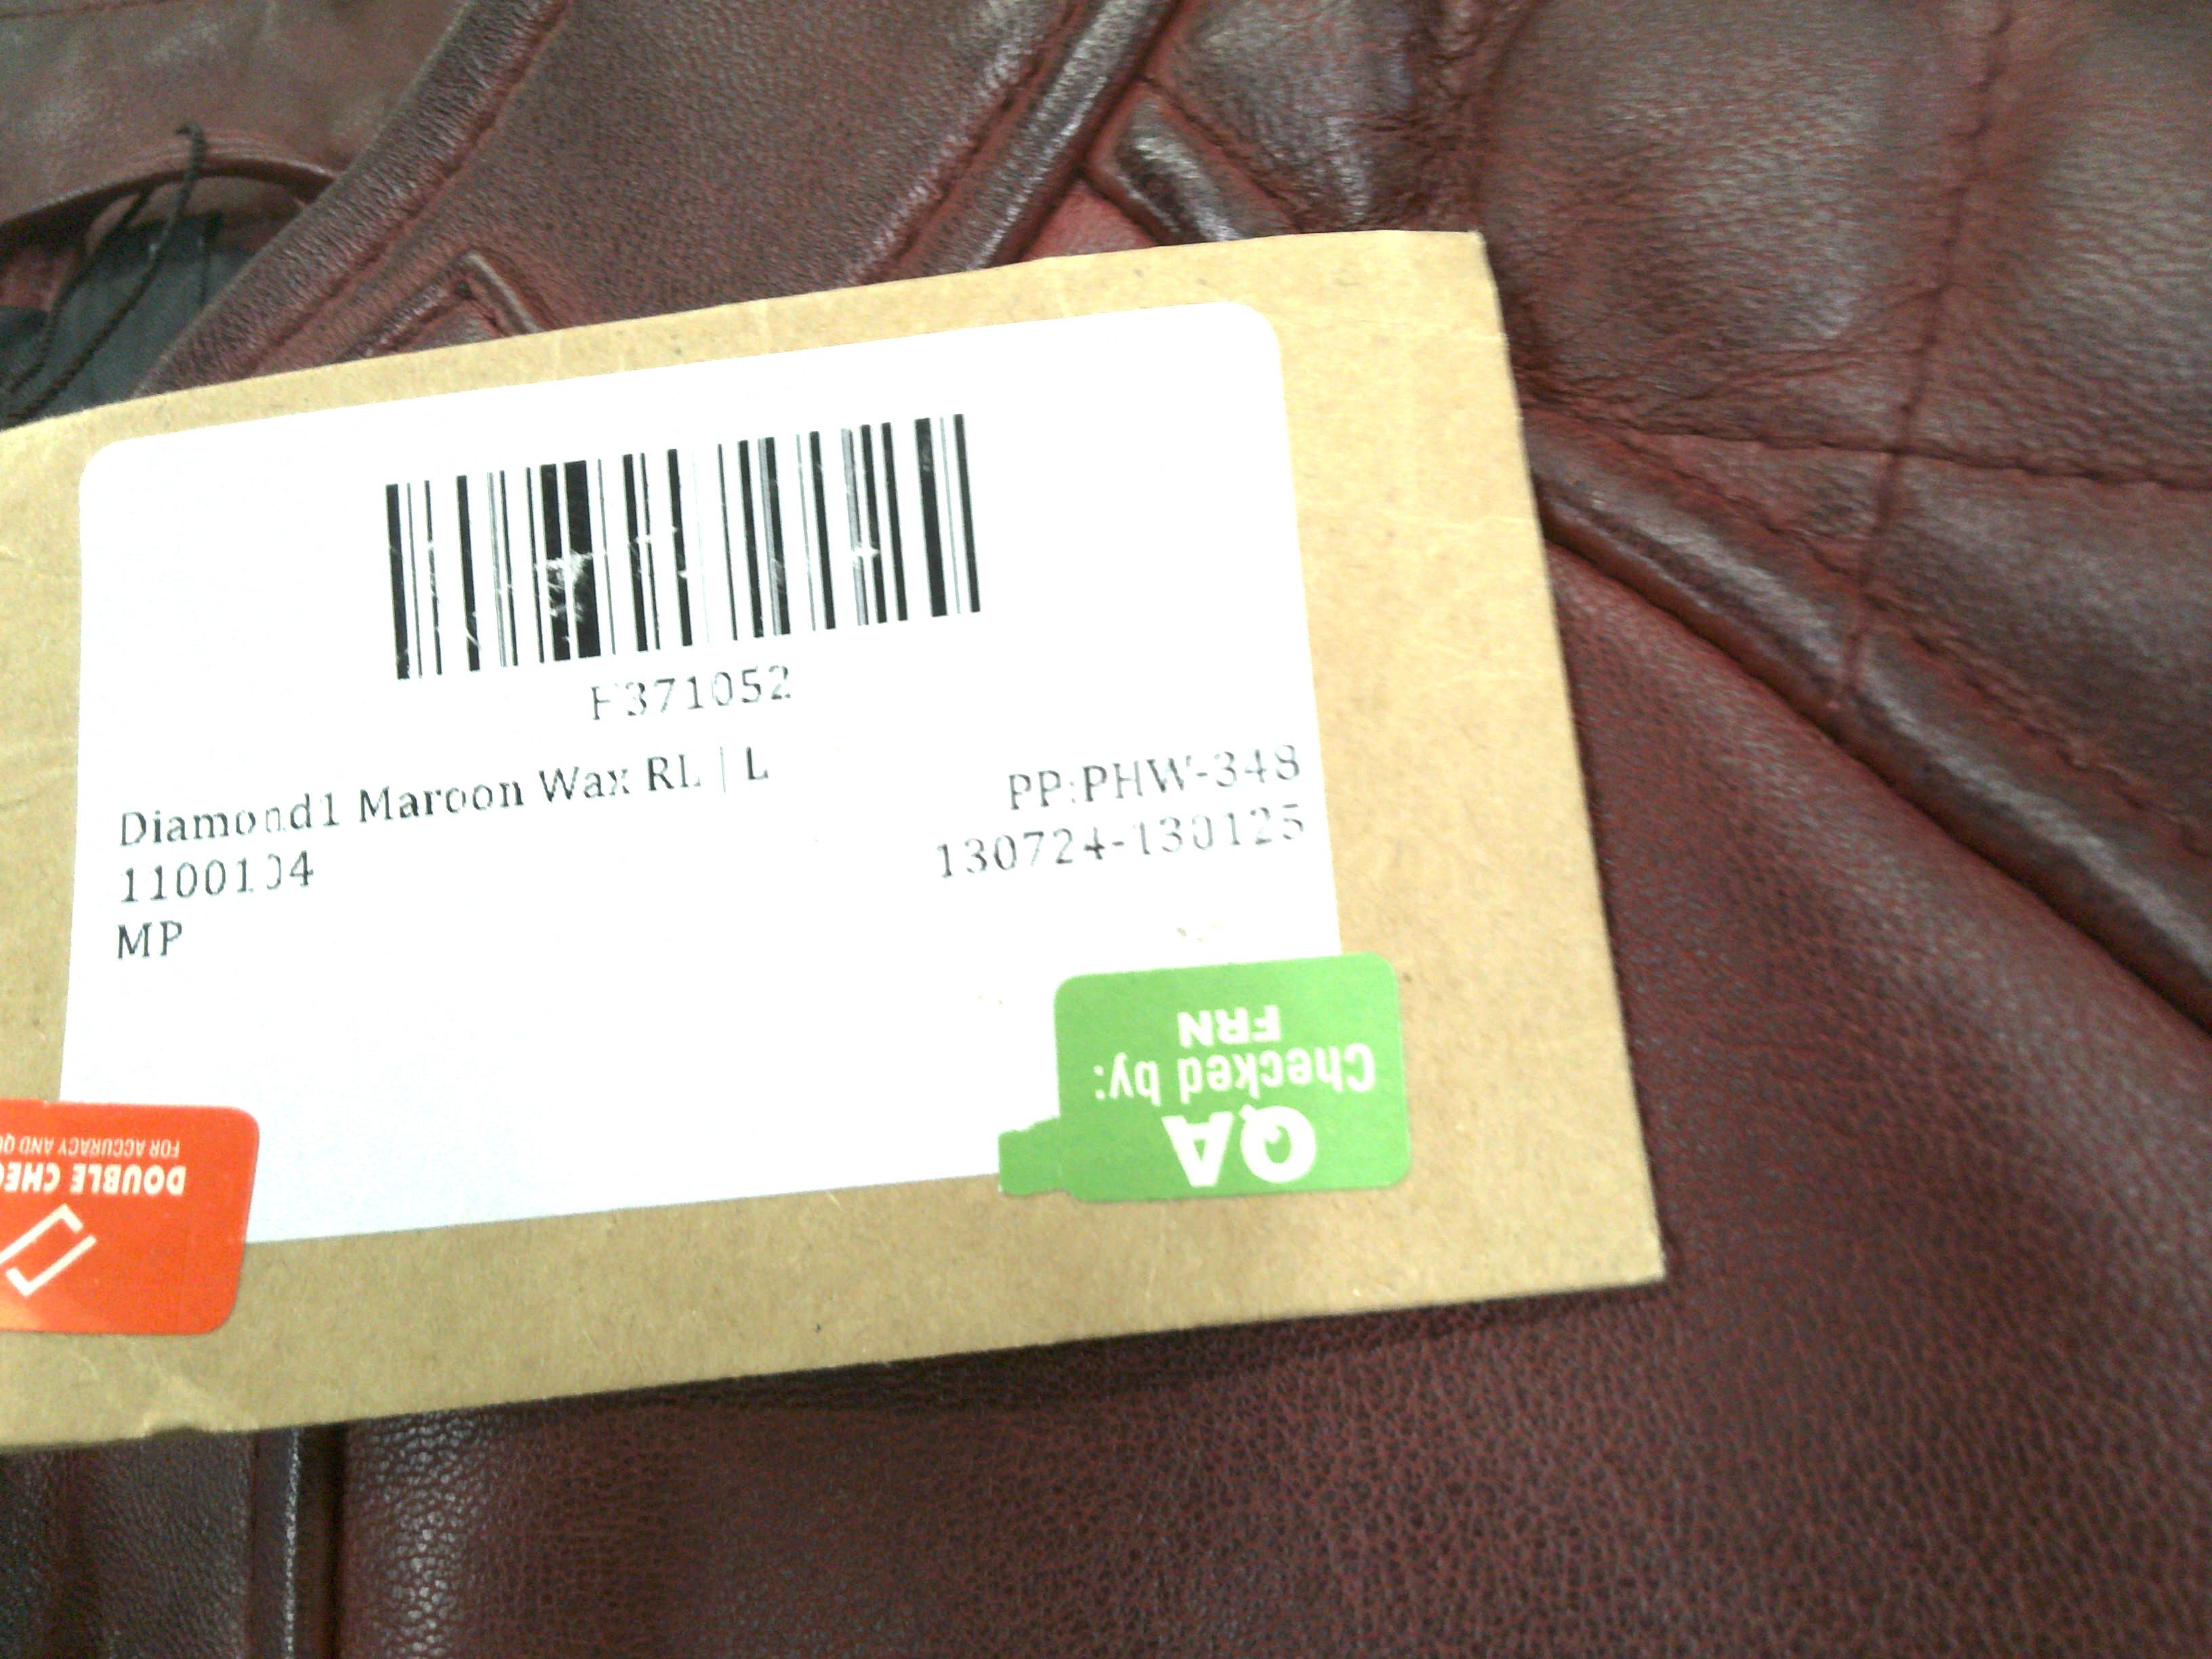 F371052
Diamond1 Maroon Wax RL | L
1100104
MP
PP:PHW-348
130724-130125
QA
Checked by:
FRN
DOUBLE CHEC
FOR ACCURACY AND QU